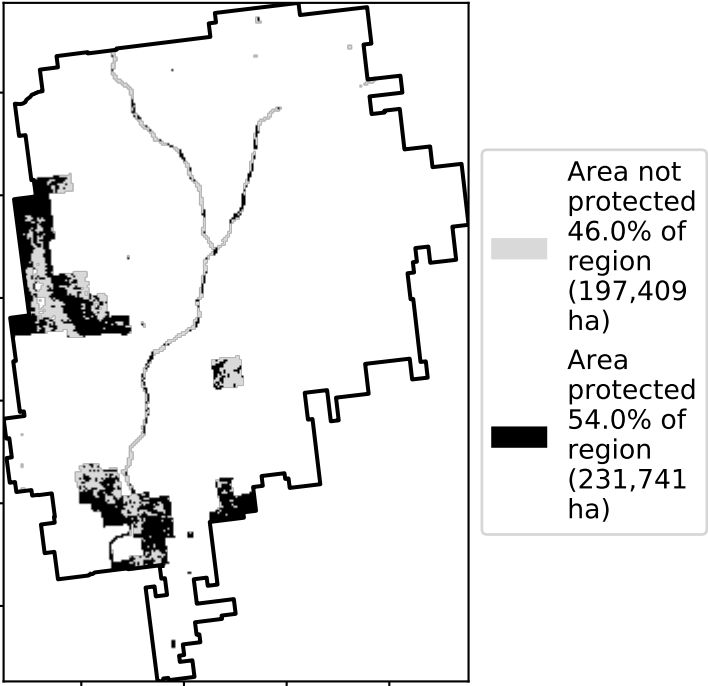 Area not
protected
46.0% of
region
(197,409
ha)
Area
protected
54.0% of
region
(231,741
ha)